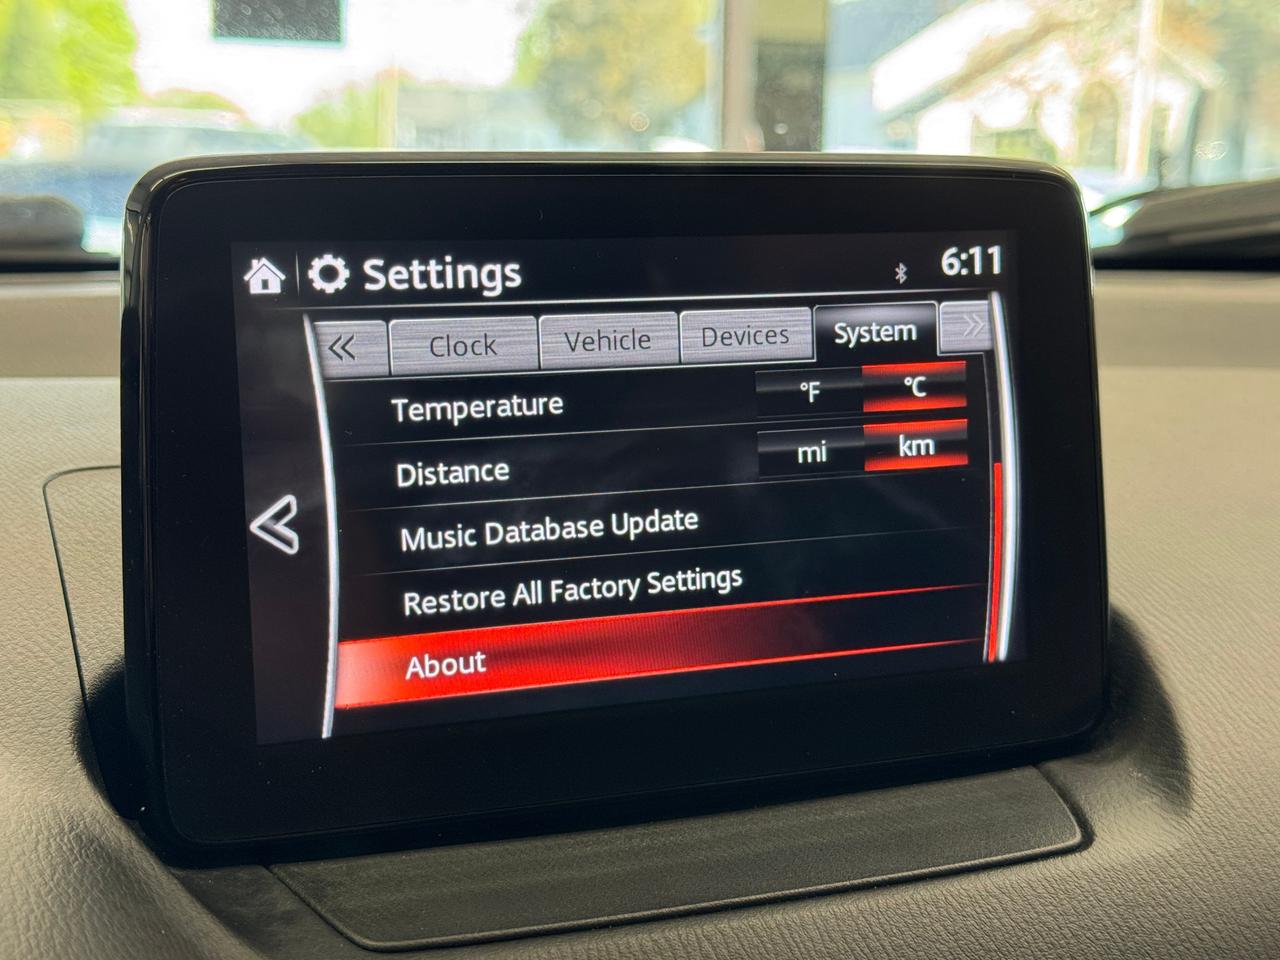 Settings 6:11
« Clock Vehicle Devices System »
Temperature °F °C
Distance mi km
Music Database Update
Restore All Factory Settings
About